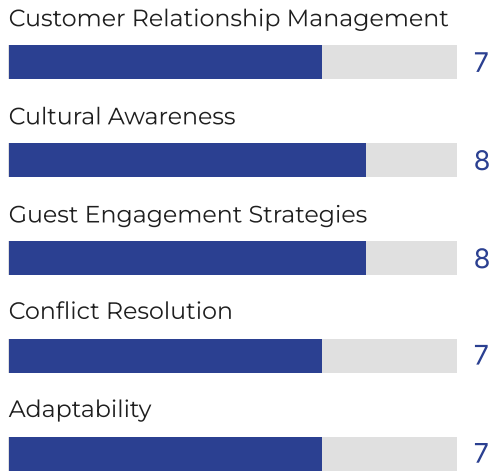 Customer Relationship Management
7
Cultural Awareness
8
Guest Engagement Strategies
8
Conflict Resolution
7
Adaptability
7